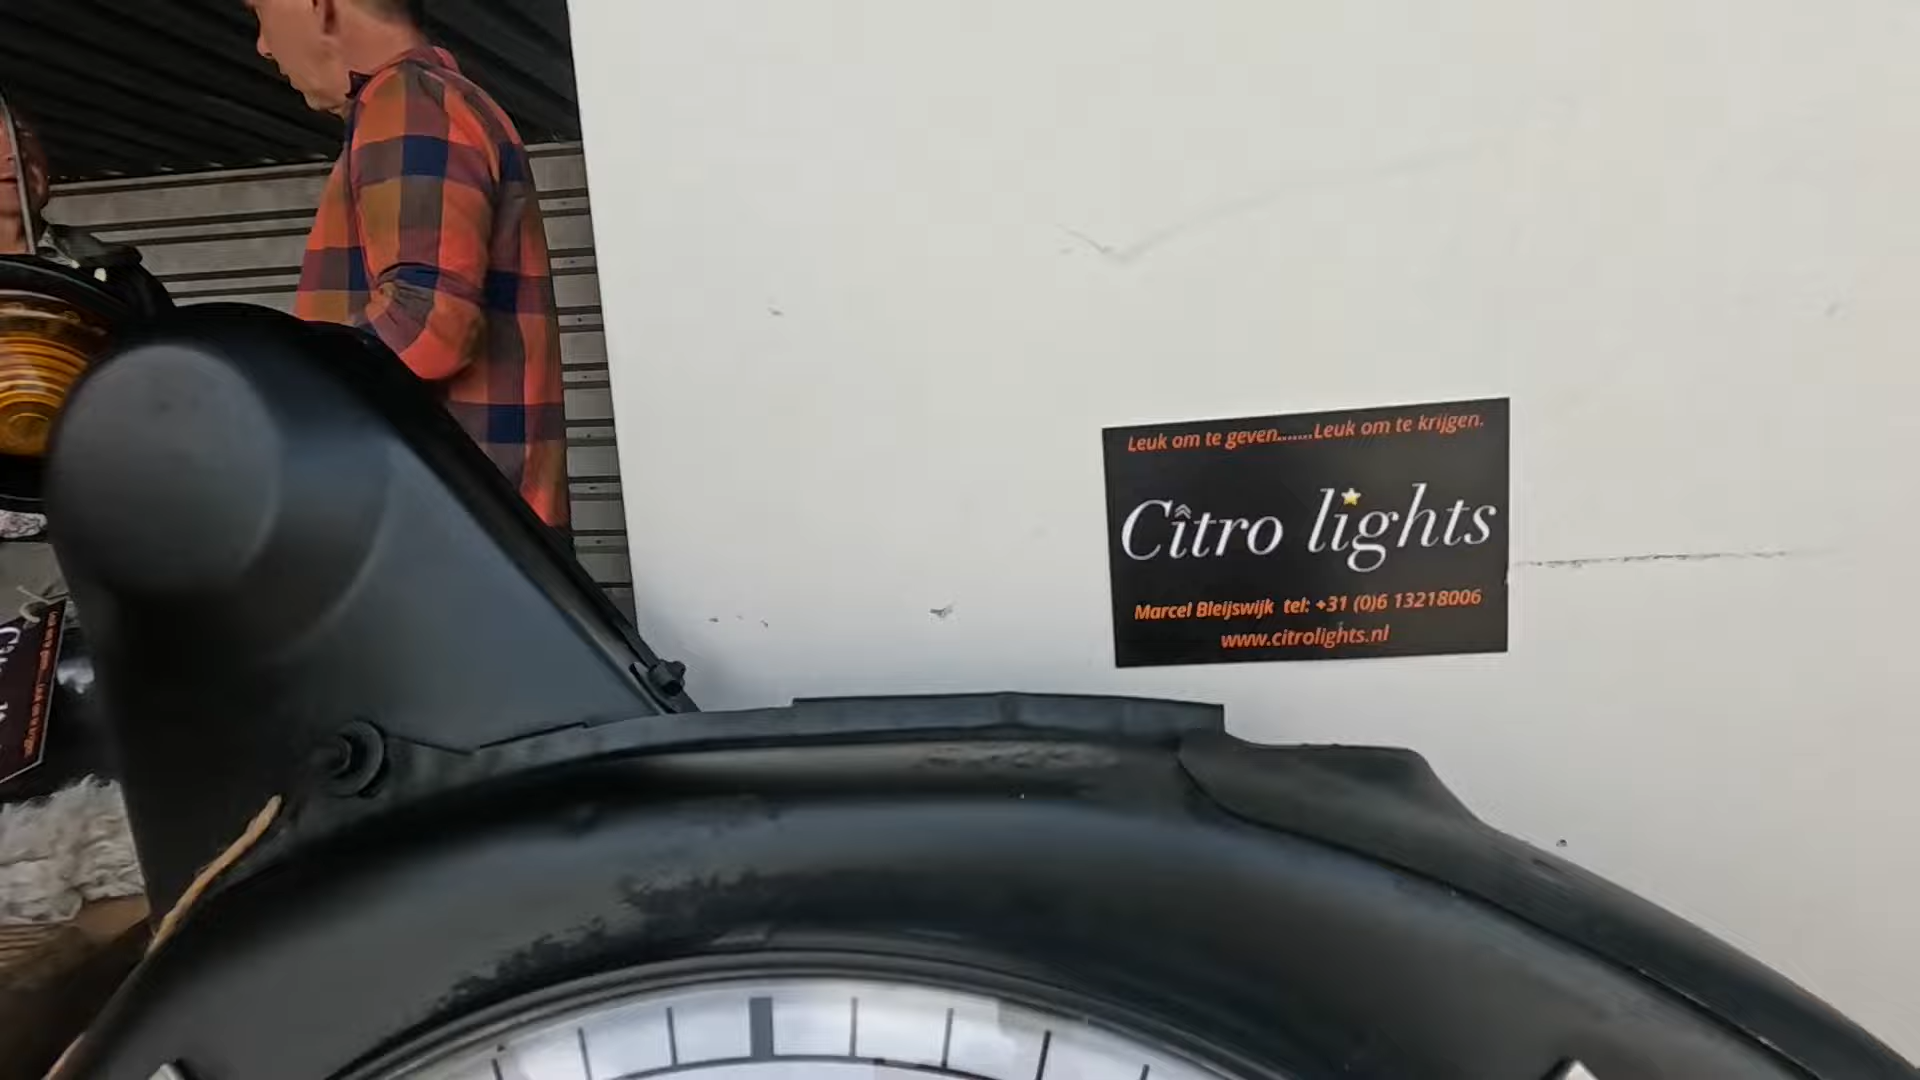 Leuk om te geven.......Leuk om te krijgen.
Citro lights
Marcel Bleijswijk tel: +31 (0)6 13218006
www.citrolights.nl